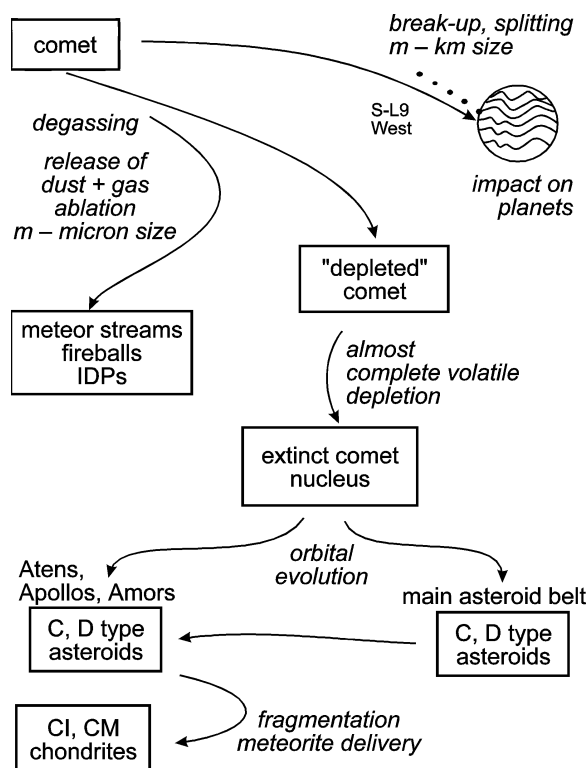 comet
break-up, splitting
m – km size
S-L9
West
impact on
planets
degassing
release of
dust + gas
ablation
m – micron size
"depleted"
comet
meteor streams
fireballs
IDPs
almost
complete volatile
depletion
extinct comet
nucleus
orbital
evolution
Atens,
Apollos, Amors
C, D type
asteroids
main asteroid belt
C, D type
asteroids
CI, CM
chondrites
fragmentation
meteorite delivery